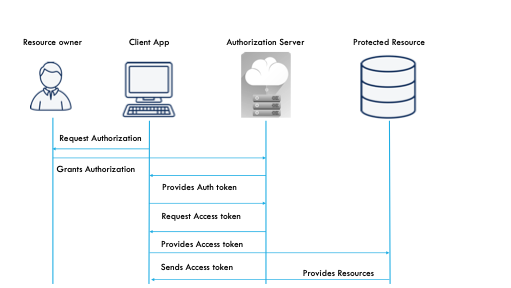 Resource owner
Client App
Authorization Server
Protected Resource
Request Authorization
Grants Authorization
Provides Auth token
Request Access token
Provides Access token
Sends Access token
Provides Resources